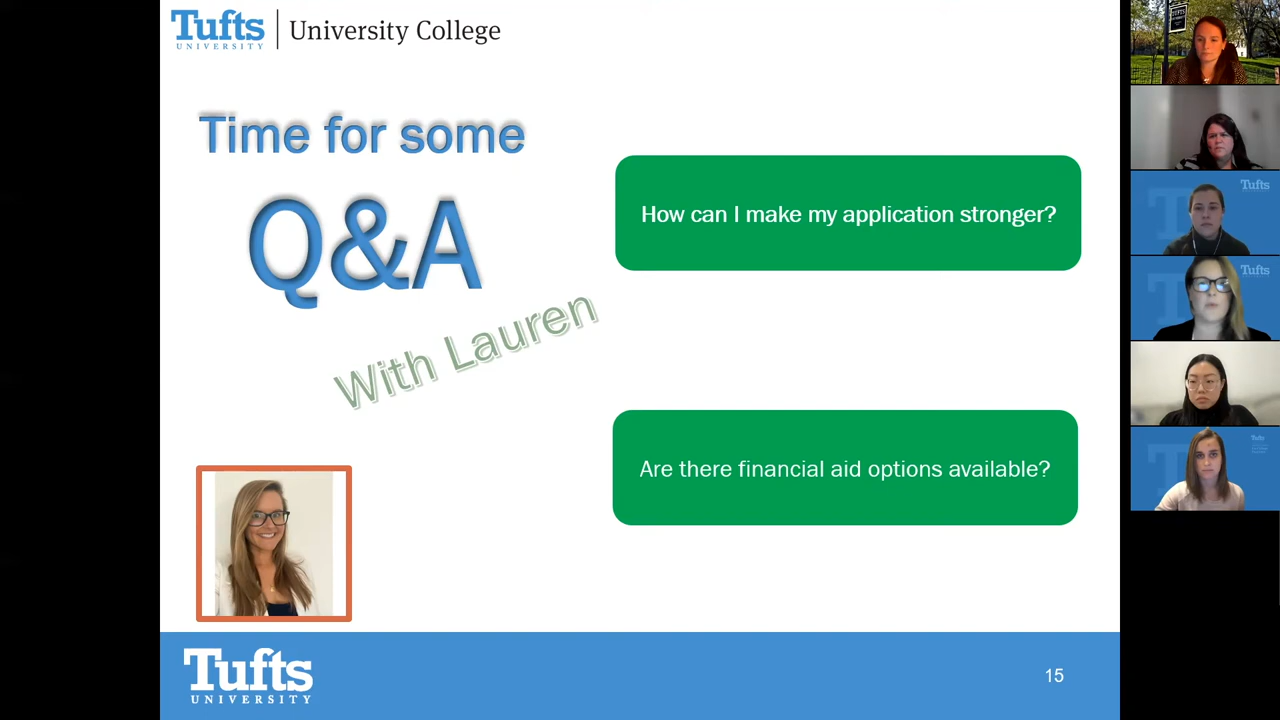 Tufts
UNIVERSITY
University College
Time for some
Q&A
With Lauren
How can I make my application stronger?
Are there financial aid options available?
Tufts
UNIVERSITY
15
TUFTS
Tufts
Tufts
Tufts